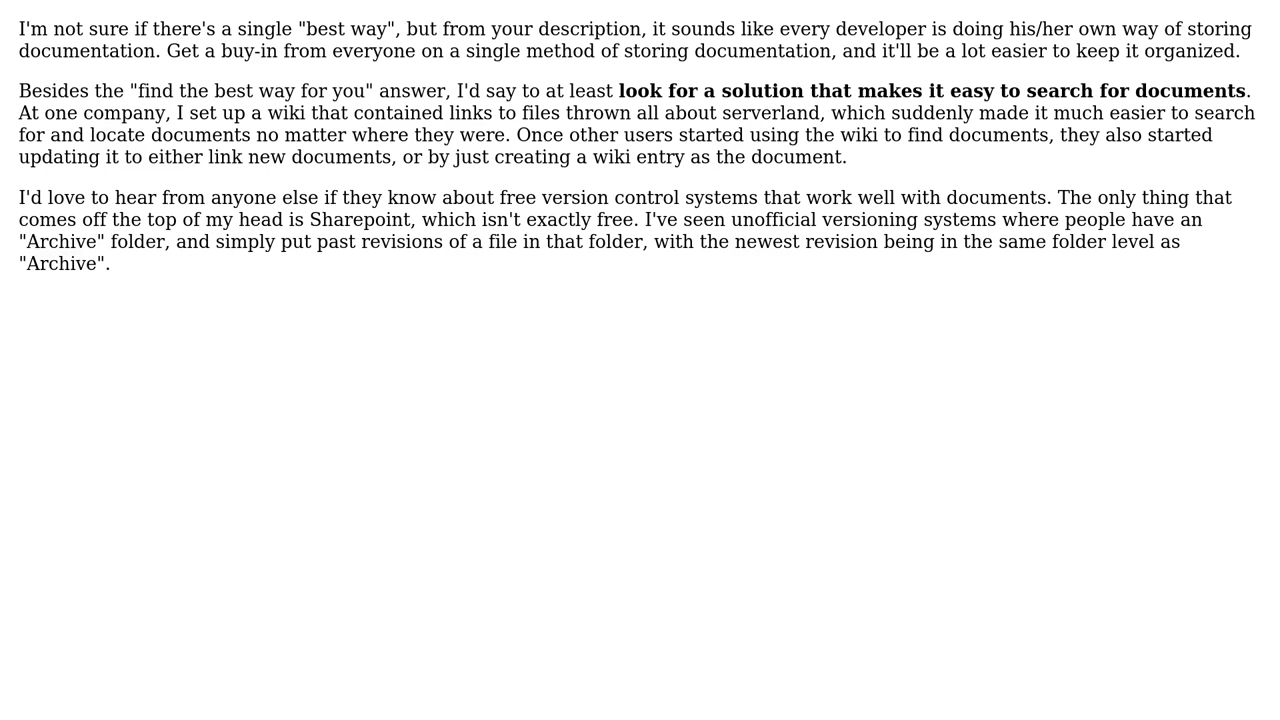 I'm not sure if there's a single "best way", but from your description, it sounds like every developer is doing his/her own way of storing
documentation. Get a buy-in from everyone on a single method of storing documentation, and it'll be a lot easier to keep it organized.
Besides the "find the best way for you" answer, I'd say to at least look for a solution that makes it easy to search for documents.
At one company, I set up a wiki that contained links to files thrown all about serverland, which suddenly made it much easier to search
for and locate documents no matter where they were. Once other users started using the wiki to find documents, they also started
updating it to either link new documents, or by just creating a wiki entry as the document.
I'd love to hear from anyone else if they know about free version control systems that work well with documents. The only thing that
comes off the top of my head is Sharepoint, which isn't exactly free. I've seen unofficial versioning systems where people have an
"Archive" folder, and simply put past revisions of a file in that folder, with the newest revision being in the same folder level as
"Archive".